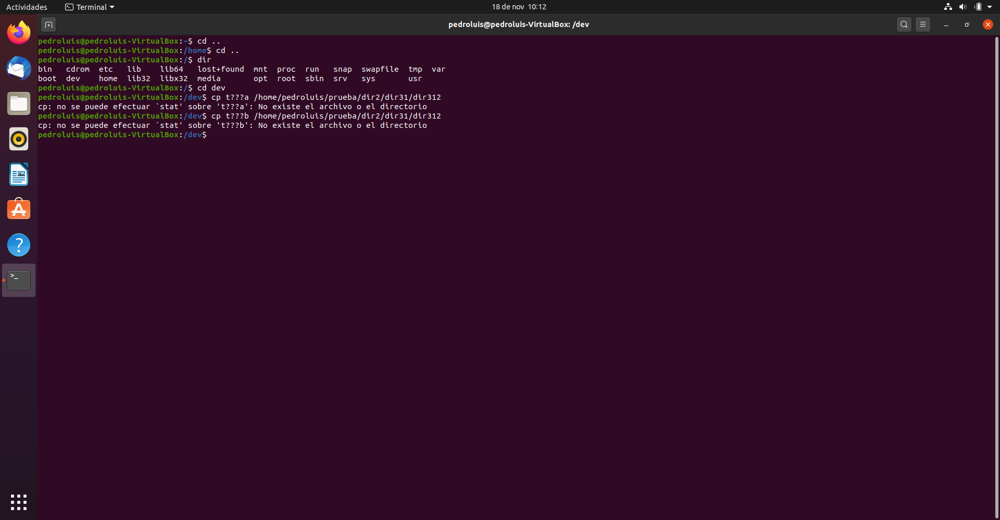 Actividades Terminal 18 de nov 10:12
pedroluis@pedroluis-VirtualBox: /dev
pedroluis@pedroluis-VirtualBox:~$ cd ..
pedroluis@pedroluis-VirtualBox:/home$ cd ..
pedroluis@pedroluis-VirtualBox:/$ dir
bin   cdrom  etc   lib    lib64   lost+found  mnt  proc  run   snap  swapfile  tmp  var
boot  dev    home  lib32  libx32  media       opt  root  sbin  srv   sys       usr
pedroluis@pedroluis-VirtualBox:/$ cd dev
pedroluis@pedroluis-VirtualBox:/dev$ cp t???a /home/pedroluis/prueba/dir2/dir31/dir312
cp: no se puede efectuar `stat' sobre 't???a': No existe el archivo o el directorio
pedroluis@pedroluis-VirtualBox:/dev$ cp t???b /home/pedroluis/prueba/dir2/dir31/dir312
cp: no se puede efectuar `stat' sobre 't???b': No existe el archivo o el directorio
pedroluis@pedroluis-VirtualBox:/dev$